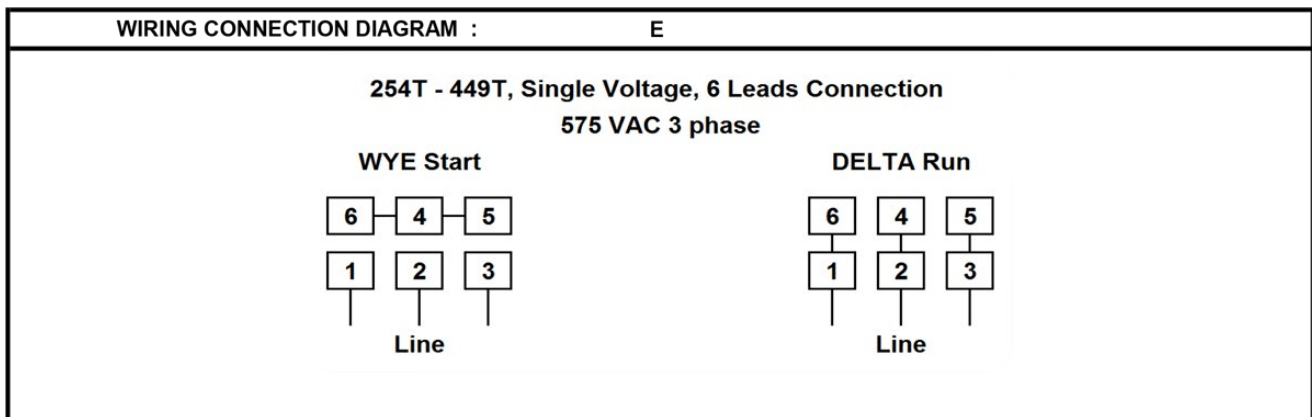 WIRING CONNECTION DIAGRAM : E
254T - 449T, Single Voltage, 6 Leads Connection
575 VAC 3 phase
WYE Start DELTA Run
6 4 5 6 4 5
1 2 3 1 2 3
Line Line